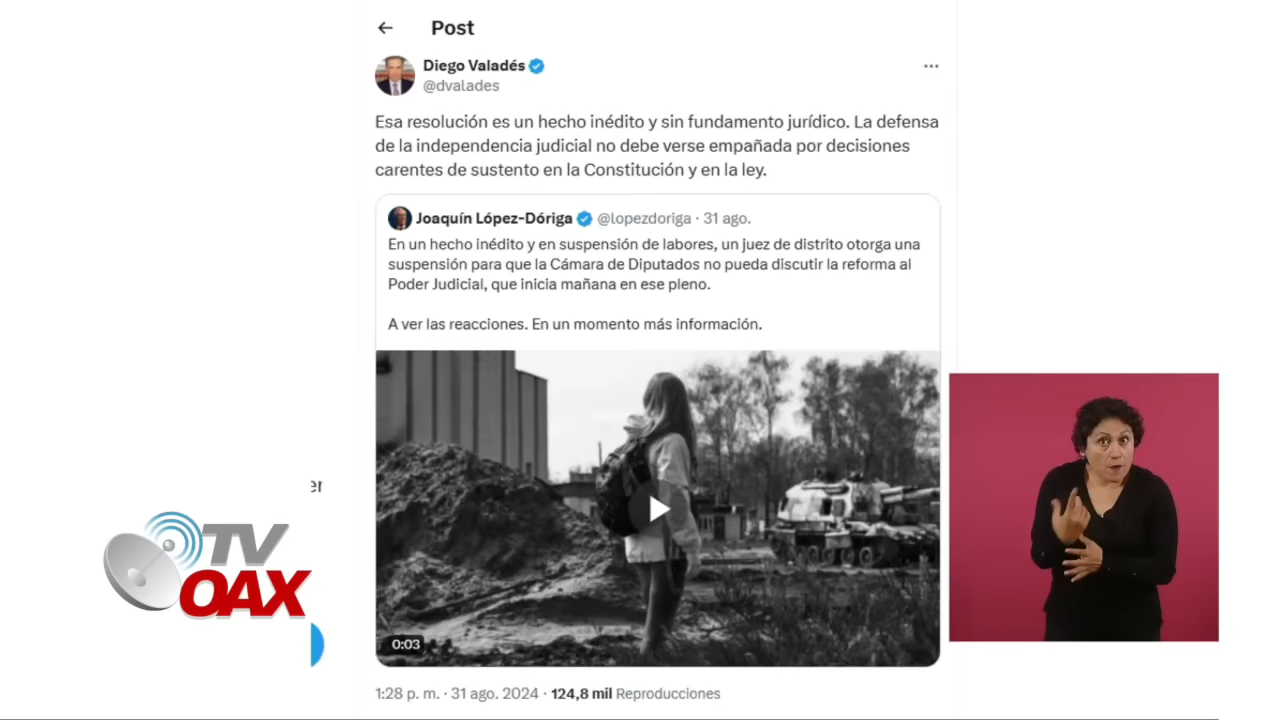 Post
Diego Valadés
@dvalades
Esa resolución es un hecho inédito y sin fundamento jurídico. La defensa
de la independencia judicial no debe verse empañada por decisiones
carentes de sustento en la Constitución y en la ley.
Joaquín López-Dóriga @lopezdoriga · 31 ago.
En un hecho inédito y en suspensión de labores, un juez de distrito otorga una
suspensión para que la Cámara de Diputados no pueda discutir la reforma al
Poder Judicial, que inicia mañana en ese pleno.
A ver las reacciones. En un momento más información.
0:03
1:28 p. m. · 31 ago. 2024 · 124,8 mil Reproducciones
er
TV
OAX